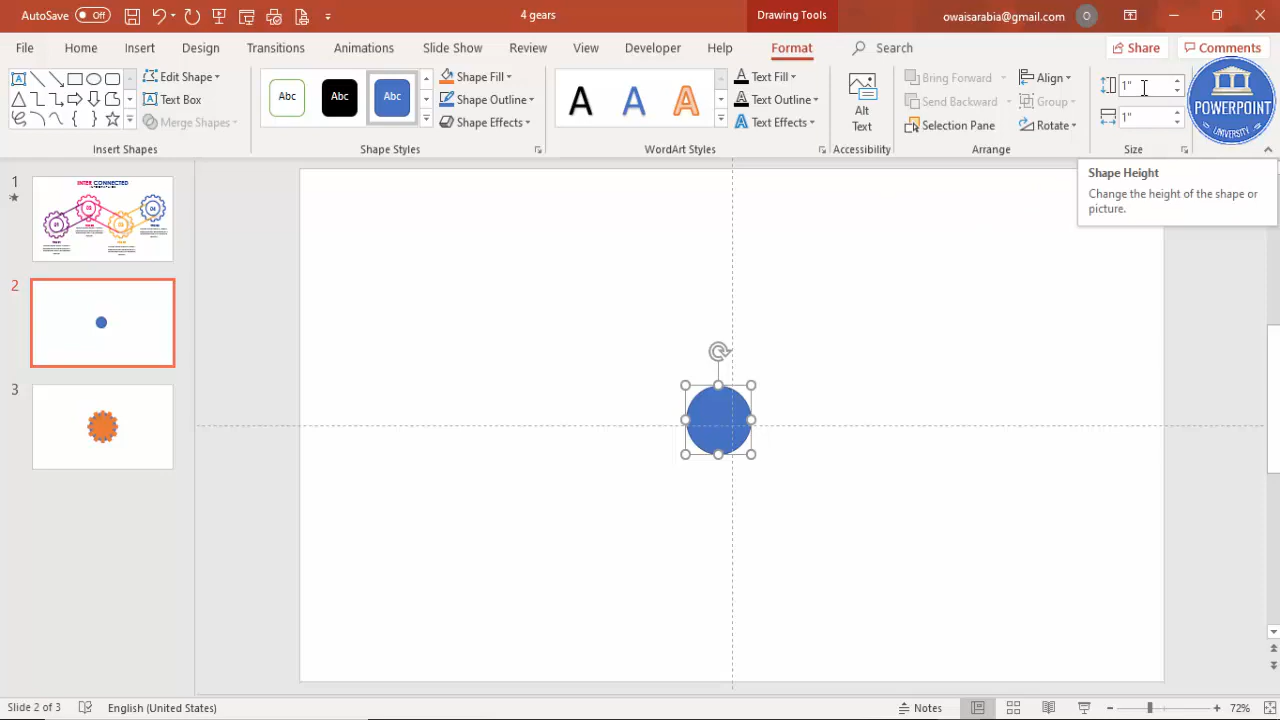 AutoSave Off
4 gears
Drawing Tools
owaisarabia@gmail.com
O
File Home Insert Design Transitions Animations Slide Show Review View Developer Help Format Search Share Comments
Edit Shape
Text Box
Merge Shapes
Insert Shapes
Abc Abc Abc
Shape Fill
Shape Outline
Shape Effects
Shape Styles
A A A
Text Fill
Text Outline
Text Effects
WordArt Styles
Alt
Text
Accessibility
Bring Forward
Send Backward
Selection Pane
Align
Group
Rotate
Arrange
1"
1"
Size
POWERPOINT
UNIVERSITY
Shape Height
Change the height of the shape or
picture.
1
INTER CONNECTED
2
3
Slide 2 of 3
English (United States)
Notes
72%